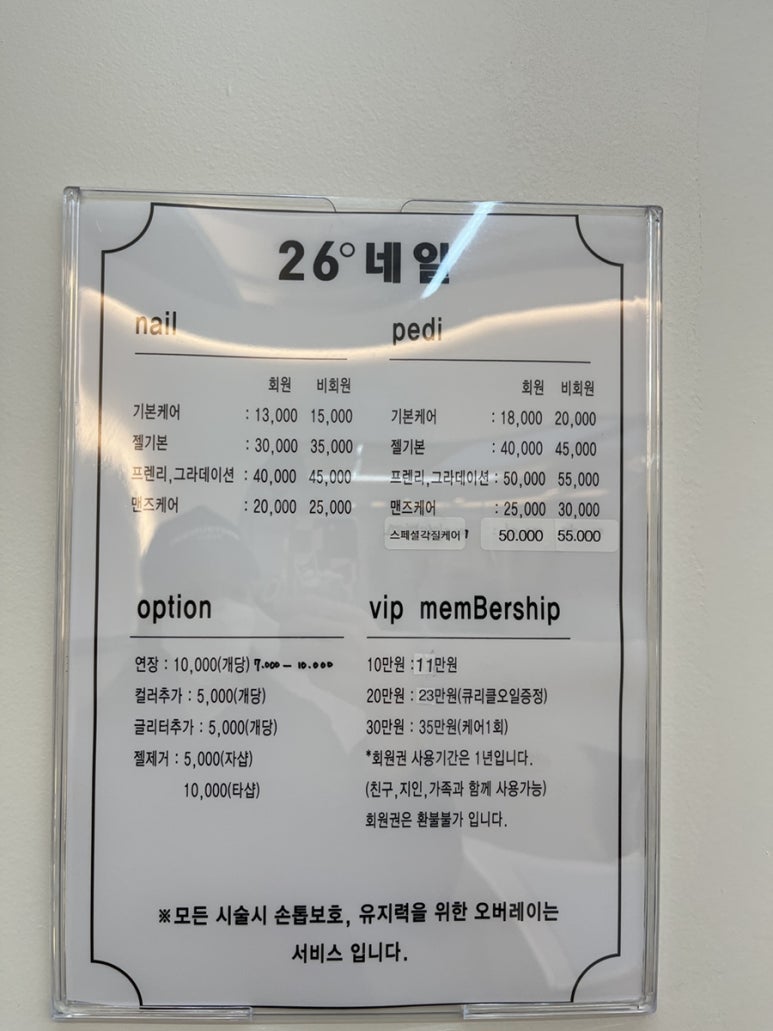 26°네일
nail
회원 비회원
기본케어 : 13,000 15,000
젤기본 : 30,000 35,000
프렌리,그라데이션 : 40,000 45,000
맨즈케어 : 20,000 25,000
pedi
회원 비회원
기본케어 : 18,000 20,000
젤기본 : 40,000 45,000
프렌리,그라데이션 : 50,000 55,000
맨즈케어 : 25,000 30,000
스페셜각질케어 50.000 55.000
option
연장 : 10,000(개당) 7.000 - 10.000
컬러추가 : 5,000(개당)
글리터추가 : 5,000(개당)
젤제거 : 5,000(자샵)
10,000(타샵)
vip memBership
10만원 : 11만원
20만원 : 23만원(큐리클오일증정)
30만원 : 35만원(케어1회)
*회원권 사용기간은 1년입니다.
(친구,지인,가족과 함께 사용가능)
회원권은 환불불가 입니다.
※모든 시술시 손톱보호, 유지력을 위한 오버레이는
서비스 입니다.